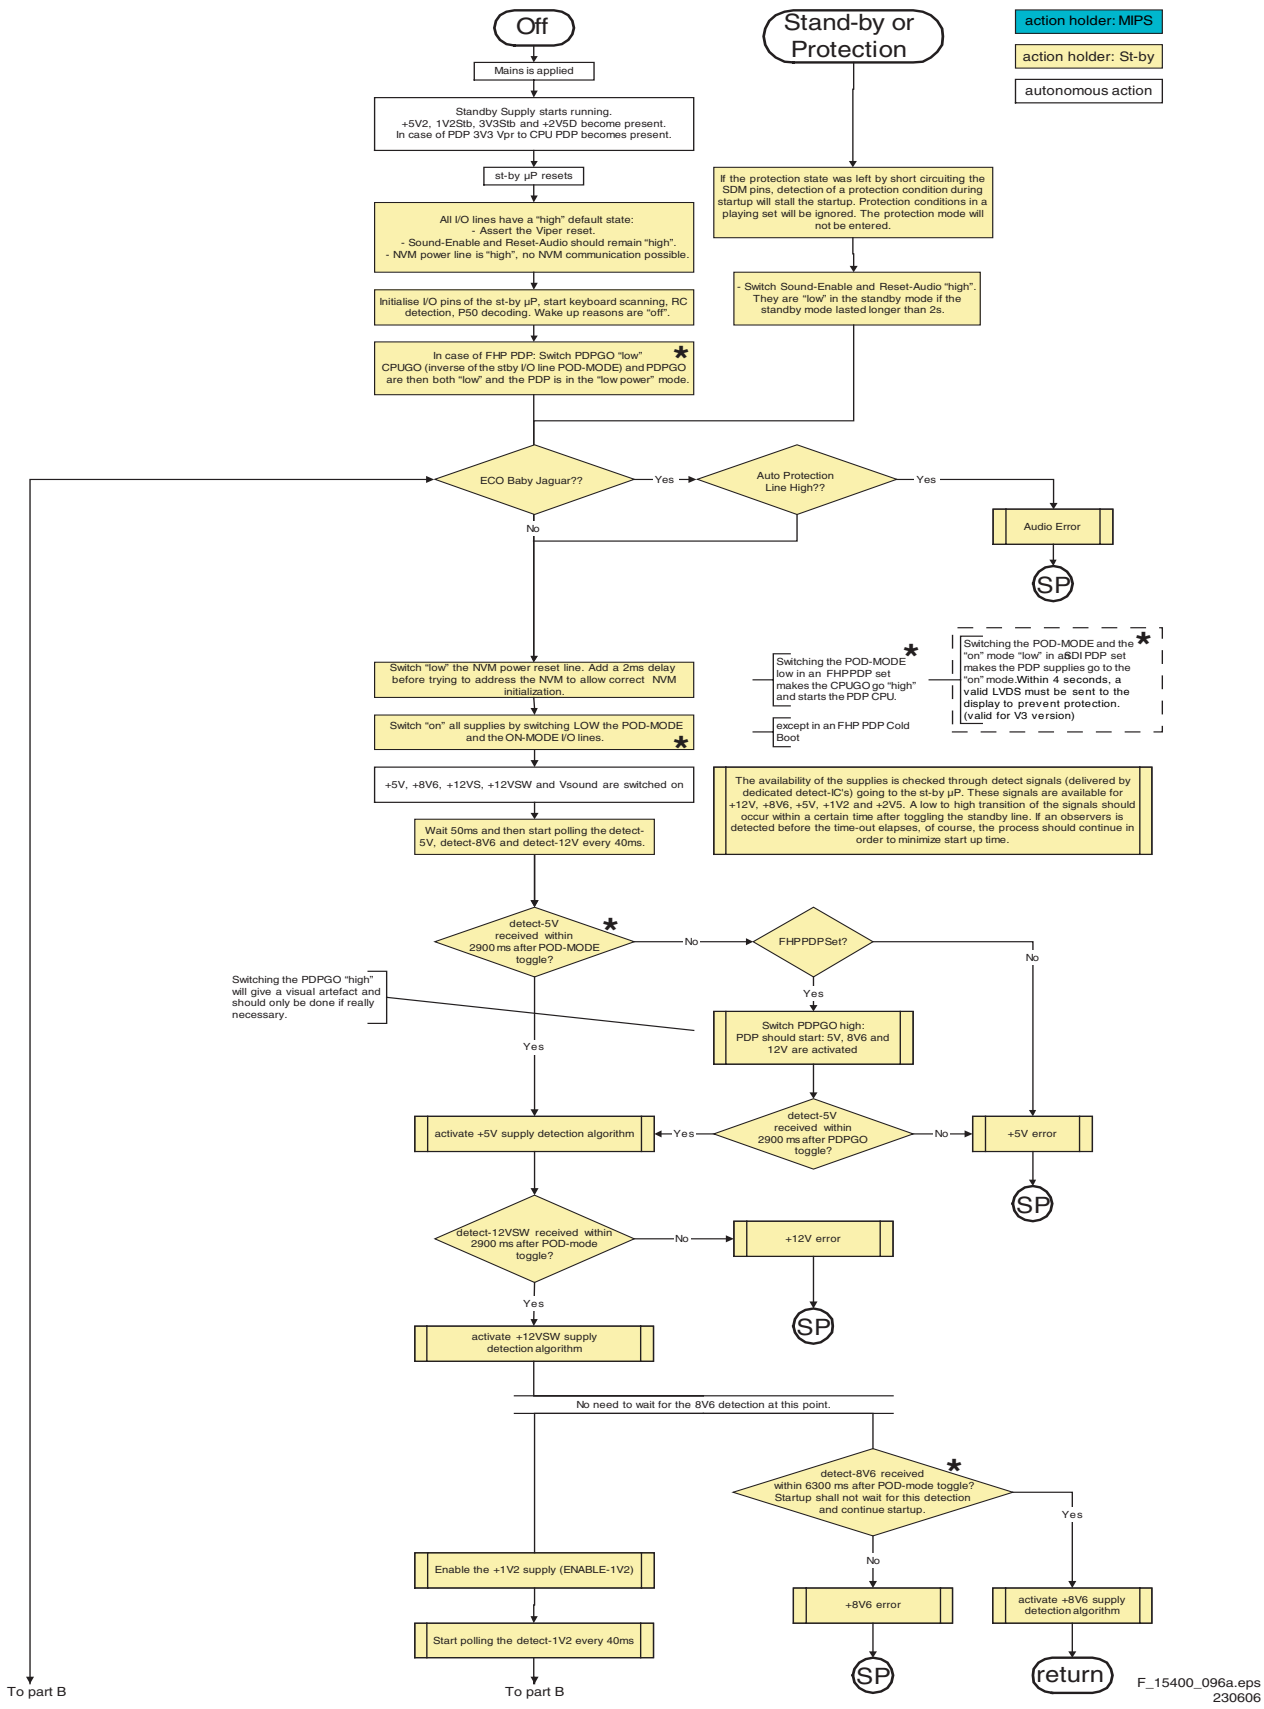 Off
Stand-by or
Protection
action holder: MIPS
action holder: St-by
autonomous action
Mains is applied
Standby Supply starts running.
+5V2, 1V2Stb, 3V3Stb and +2V5D become present.
In case of PDP 3V3 Vpr to CPU PDP becomes present.
st-by µP resets
If the protection state was left by short circuiting the
SDM pins, detection of a protection condition during
startup will stall the startup. Protection conditions in a
playing set will be ignored. The protection mode will
not be entered.
All I/O lines have a “high” default state:
- Assert the Viper reset.
- Sound-Enable and Reset-Audio should remain “high”.
- NVM power line is “high”, no NVM communication possible.
- Switch Sound-Enable and Reset-Audio “high”.
They are “low” in the standby mode if the
standby mode lasted longer than 2s.
Initialise I/O pins of the st-by µP, start keyboard scanning, RC
detection, P50 decoding. Wake up reasons are “off”.
In case of FHP PDP: Switch PDPGO “low” *
CPUGO (inverse of the stby I/O line POD-MODE) and PDPGO
are then both “low” and the PDP is in the “low power” mode.
ECO Baby Jaguar??
Yes
Auto Protection
Line High??
Yes
No
Audio Error
SP
Switching the POD-MODE *
low in an FHP PDP set
makes the CPUGO go “high”
and starts the PDP CPU.
Switching the POD-MODE and the *
“on” mode “low” in an SDI PDP set
makes the PDP supplies go to the
“on” mode. Within 4 seconds, a
valid LVDS must be sent to the
display to prevent protection.
(valid for V3 version)
Switch “low” the NVM power reset line. Add a 2ms delay
before trying to address the NVM to allow correct NVM
initialization.
Switch “on” all supplies by switching LOW the POD-MODE
and the ON-MODE I/O lines. *
except in an FHP PDP Cold
Boot
+5V, +8V6, +12VS, +12VSW and Vsound are switched on
The availability of the supplies is checked through detect signals (delivered by
dedicated detect-IC's) going to the st-by µP. These signals are available for
+12V, +8V6, +5V, +1V2 and +2V5. A low to high transition of the signals should
occur within a certain time after toggling the standby line. If an observers is
detected before the time-out elapses, of course, the process should continue in
order to minimize start up time.
Wait 50ms and then start polling the detect-
5V, detect-8V6 and detect-12V every 40ms.
detect-5V *
received within
2900 ms after POD-MODE
toggle?
No
FHP PDP Set?
No
Yes
Switching the PDPGO “high”
will give a visual artefact and
should only be done if really
necessary.
Switch PDPGO high:
PDP should start: 5V, 8V6 and
12V are activated
Yes
activate +5V supply detection algorithm
Yes
detect-5V
received within
2900 ms after PDPGO
toggle?
No
+5V error
SP
detect-12VSW received within
2900 ms after POD-mode
toggle?
No
+12V error
SP
Yes
activate +12VSW supply
detection algorithm
No need to wait for the 8V6 detection at this point.
detect-8V6 received *
within 6300 ms after POD-mode toggle?
Startup shall not wait for this detection
and continue startup.
Yes
No
Enable the +1V2 supply (ENABLE-1V2)
+8V6 error
activate +8V6 supply
detection algorithm
Start polling the detect-1V2 every 40ms
SP
return
To part B
To part B
F_15400_096a.eps
230606